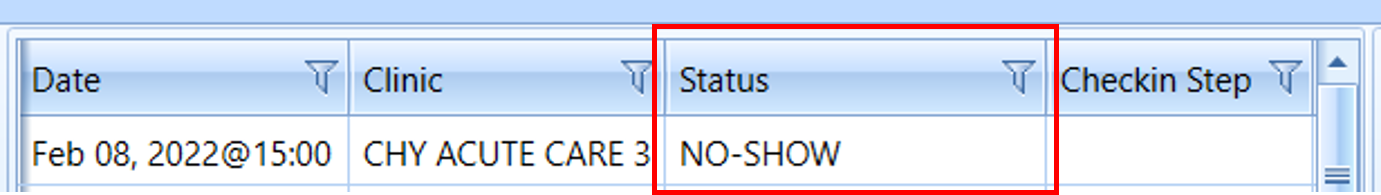 Date Clinic Status Checkin Step
Feb 08, 2022@15:00 CHY ACUTE CARE 3 NO-SHOW